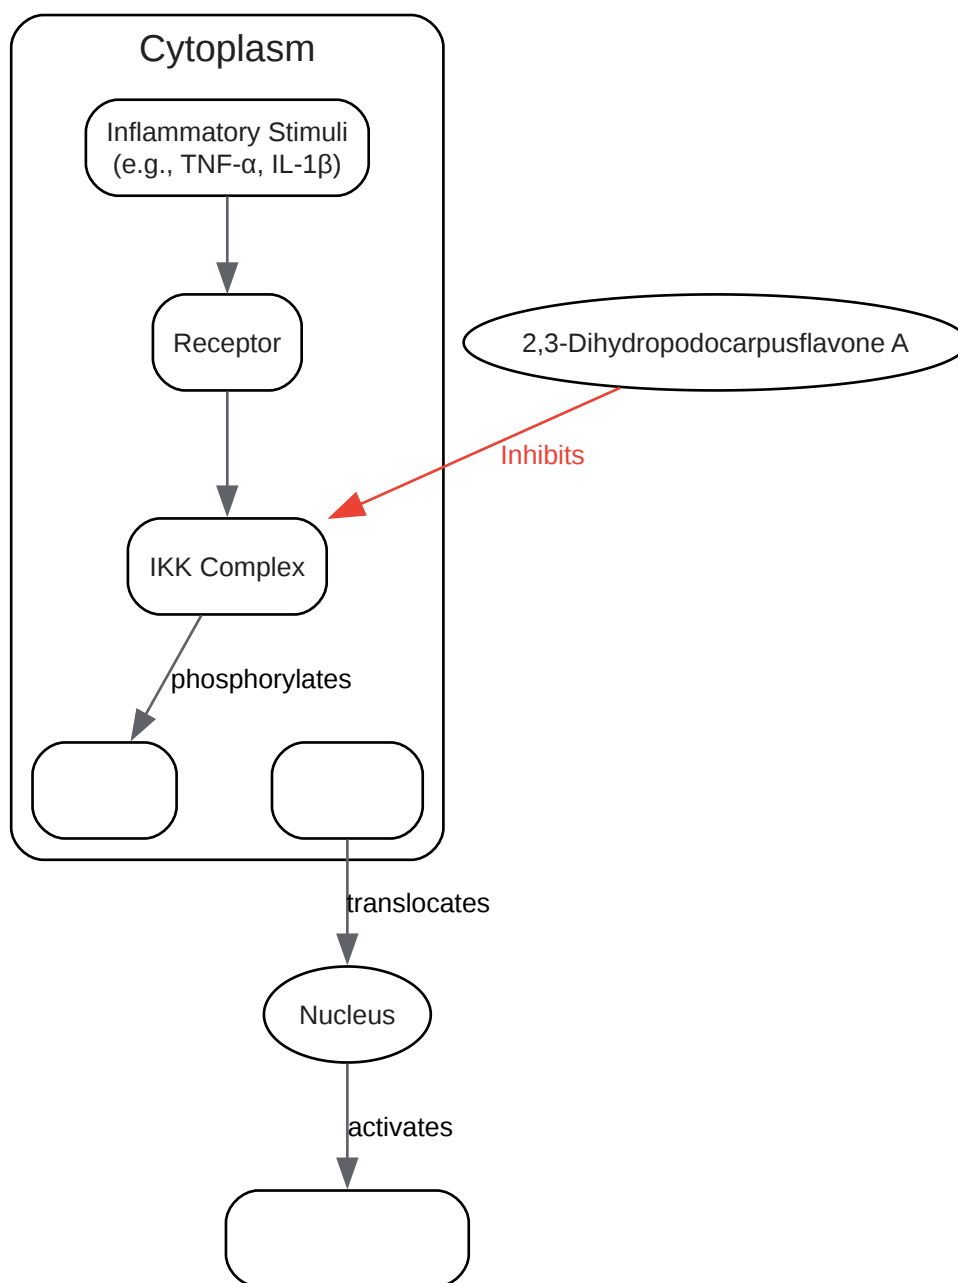 Cytoplasm
Inflammatory Stimuli
(e.g., TNF-α, IL-1β)
Receptor
2,3-Dihydropodocarpusflavone A
Inhibits
IKK Complex
phosphorylates
translocates
Nucleus
activates